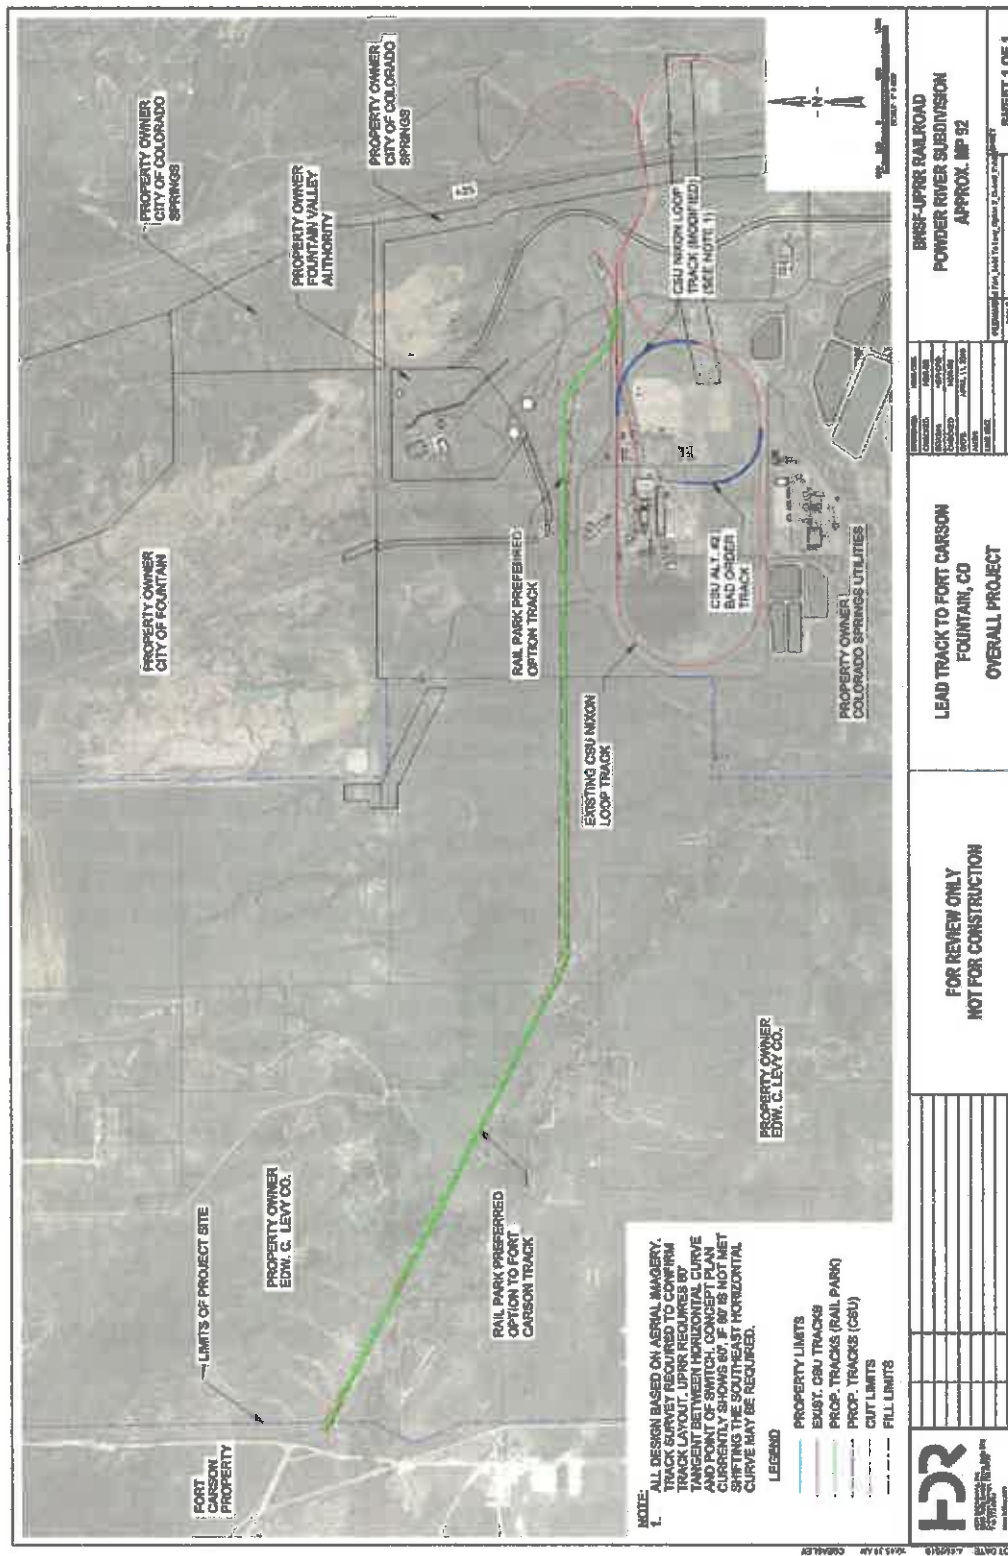 PROPERTY OWNER
CITY OF COLORADO
SPRINGS
PROPERTY OWNER
FOUNTAIN VALLEY
AUTHORITY
PROPERTY OWNER
CITY OF COLORADO
SPRINGS
-N-
PROPERTY OWNER
CITY OF FOUNTAIN
RAIL PARK PREFERRED
OPTION TRACK
CSU NIXON LOOP
TRACK (MODIFIED)
(SEE NOTE 1)
CSU ALT. #2
BAD ORDER
TRACK
EXISTING CSU NIXON
LOOP TRACK
PROPERTY OWNER
COLORADO SPRINGS UTILITIES
LIMITS OF PROJECT SITE
FORT
CARSON
PROPERTY
PROPERTY OWNER
EDW. C. LEVY CO.
RAIL PARK PREFERRED
OPTION TO FORT
CARSON TRACK
PROPERTY OWNER
EDW. C. LEVY CO.
NOTE:
1. ALL DESIGN BASED ON AERIAL IMAGERY.
TRACK SURVEY REQUIRED TO CONFIRM
TRACK LAYOUT. UPRR REQUIRES 80'
TANGENT BETWEEN HORIZONTAL CURVE
AND POINT OF SWITCH. CONCEPT PLAN
CURRENTLY SHOWS 80'. IF 80' IS NOT MET
SHIFTING THE SOUTHEAST HORIZONTAL
CURVE MAY BE REQUIRED.
LEGEND
PROPERTY LIMITS
EXIST. CSU TRACKS
PROP. TRACKS (RAIL PARK)
PROP. TRACKS (CSU)
CUT LIMITS
FILL LIMITS
HDR
FOR REVIEW ONLY
NOT FOR CONSTRUCTION
LEAD TRACK TO FORT CARSON
FOUNTAIN, CO
OVERALL PROJECT
BNSF-UPRR RAILROAD
POWDER RIVER SUBDIVISION
APPROX. MP 92
SHEET 1 OF 1